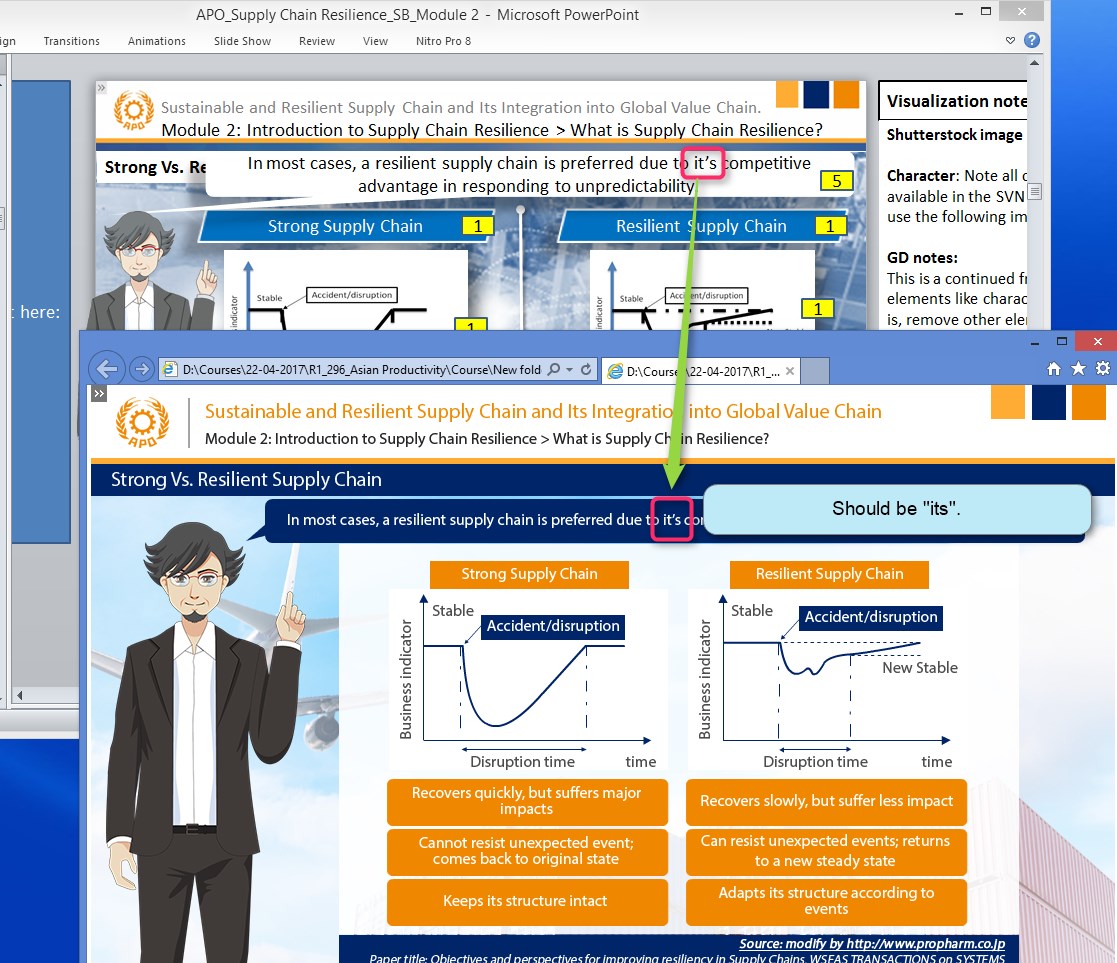 APO_Supply Chain Resilience_SB_Module 2 - Microsoft PowerPoint
Transitions Animations Slide Show Review View Nitro Pro 8
Sustainable and Resilient Supply Chain and Its Integration into Global Value Chain.
APO
Module 2: Introduction to Supply Chain Resilience > What is Supply Chain Resilience?
Strong Vs. Re
In most cases, a resilient supply chain is preferred due to it's competitive
advantage in responding to unpredictability
5
Strong Supply Chain
1
Resilient Supply Chain
1
Stable
Accident/disruption
indicator
1
Stable
Accident/disruption
indicator
1
here:
Visualization note
Shutterstock image
Character: Note all
available in the SVN
use the following im
GD notes:
This is a continued
elements like charac
is, remove other ele
D:\Courses\22-04-2017\R1_296_Asian Productivity\Course\New fold
D:\Cours \22-04-2017\R1_...
Sustainable and Resilient Supply Chain and Its Integration into Global Value Chain
APO
Module 2: Introduction to Supply Chain Resilience > What is Supply Chain Resilience?
Strong Vs. Resilient Supply Chain
In most cases, a resilient supply chain is preferred due to it's
Should be "its".
Strong Supply Chain
Stable
Accident/disruption
Business indicator
Disruption time
time
Resilient Supply Chain
Stable
Accident/disruption
New Stable
Business indicator
Disruption time
time
Recovers quickly, but suffers major
impacts
Recovers slowly, but suffer less impact
Cannot resist unexpected event;
comes back to original state
Can resist unexpected events; returns
to a new steady state
Keeps its structure intact
Adapts its structure according to
events
Source: modify by http://www.propharm.co.jp
Paper title: Objectives and perspectives for improving resiliency in Supply Chains, WSEAS TRANSACTIONS on SYSTEMS